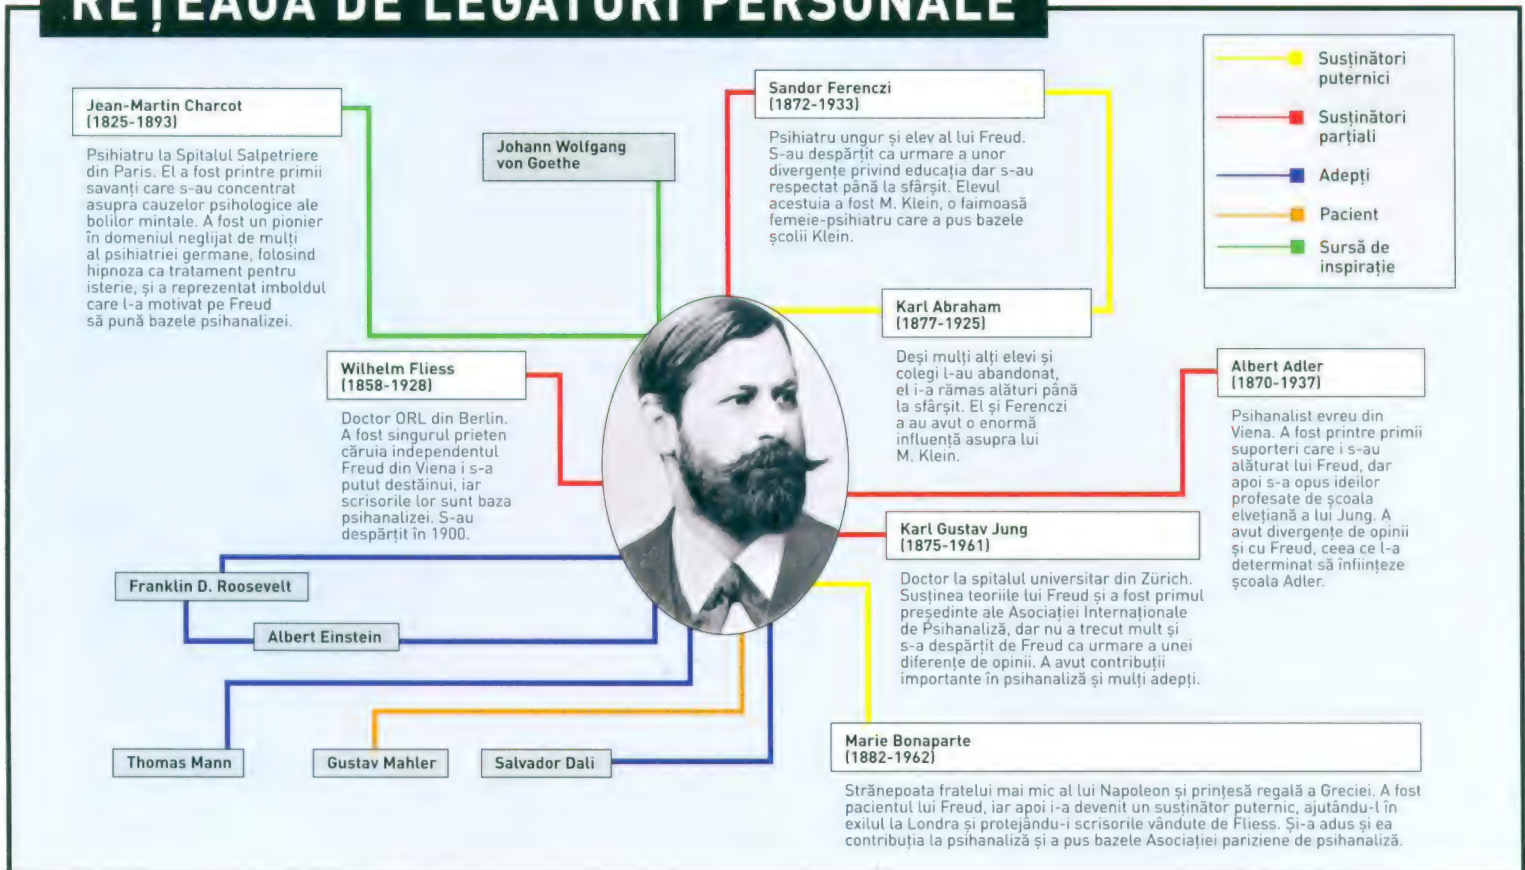 REȚEAUA DE LEGĂTURI PERSONALE
Jean-Martin Charcot
(1825-1893)
Psihiatru la Spitalul Salpetriere
din Paris. El a fost printre primii
savanți care s-au concentrat
asupra cauzelor psihologice ale
bolilor mintale. A fost un pionier
în domeniul neglijat de mulți
al psihiatriei germane, folosind
hipnoza ca tratament pentru
isterie, și a reprezentat imboldul
care l-a motivat pe Freud
să pună bazele psihanalizei.
Johann Wolfgang
von Goethe
Sandor Ferenczi
(1872-1933)
Psihiatru ungur și elev al lui Freud.
S-au despărțit ca urmare a unor
divergențe privind educația dar s-au
respectat până la sfârșit. Elevul
acestuia a fost M. Klein, o faimoasă
femeie-psihiatru care a pus bazele
școlii Klein.
Susținători
puternici
Susținători
parțiali
Adepți
Pacient
Sursă de
inspirație
Karl Abraham
(1877-1925)
Deși mulți alți elevi și
colegi l-au abandonat,
el i-a rămas alături până
la sfârșit. El și Ferenczi
a au avut o enormă
influență asupra lui
M. Klein.
Wilhelm Fliess
(1858-1928)
Doctor ORL din Berlin.
A fost singurul prieten
căruia independentul
Freud din Viena i s-a
putut destăinui, iar
scrisorile lor sunt baza
psihanalizei. S-au
despărțit în 1900.
Albert Adler
(1870-1937)
Psihanalist evreu din
Viena. A fost printre primii
suporteri care i s-au
alăturat lui Freud, dar
apoi s-a opus ideilor
profesate de școala
elvețiană a lui Jung. A
avut divergențe de opinii
și cu Freud, ceea ce l-a
determinat să înființeze
școala Adler.
Karl Gustav Jung
(1875-1961)
Doctor la spitalul universitar din Zürich.
Susținea teoriile lui Freud și a fost primul
președinte ale Asociației Internaționale
de Psihanaliză, dar nu a trecut mult și
s-a despărțit de Freud ca urmare a unei
diferențe de opinii. A avut contribuții
importante în psihanaliză și mulți adepți.
Franklin D. Roosevelt
Albert Einstein
Thomas Mann
Gustav Mahler
Salvador Dali
Marie Bonaparte
(1882-1962)
Strănepoata fratelui mai mic al lui Napoleon și prințesă regală a Greciei. A fost
pacientul lui Freud, iar apoi i-a devenit un susținător puternic, ajutându-l în
exilul la Londra și protejându-i scrisorile vândute de Fliess. Și-a adus și ea
contribuția la psihanaliză și a pus bazele Asociației pariziene de psihanaliză.